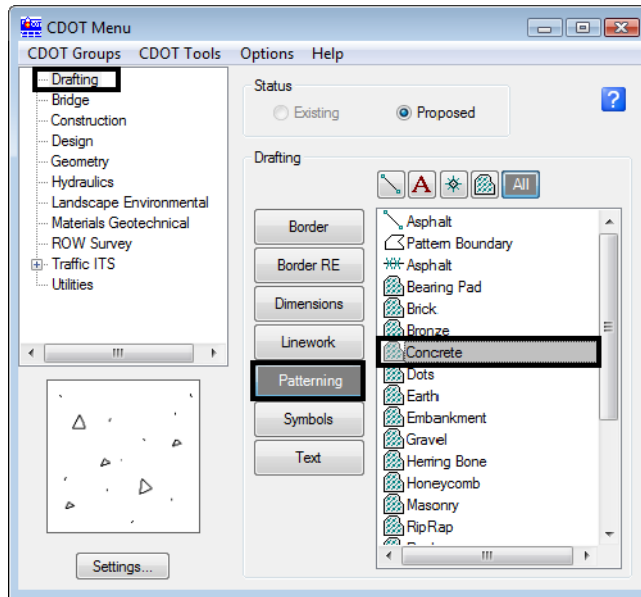 CDOT Menu
CDOT Groups CDOT Tools Options Help
Drafting
Bridge
Construction
Design
Geometry
Hydraulics
Landscape Environmental
Materials Geotechnical
ROW Survey
Traffic ITS
Utilities
Settings...
Status
Existing Proposed
?
Drafting
A All
Border
Border RE
Dimensions
Linework
Patterning
Symbols
Text
Asphalt
Pattern Boundary
Asphalt
Bearing Pad
Brick
Bronze
Concrete
Dots
Earth
Embankment
Gravel
Herring Bone
Honeycomb
Masonry
RipRap